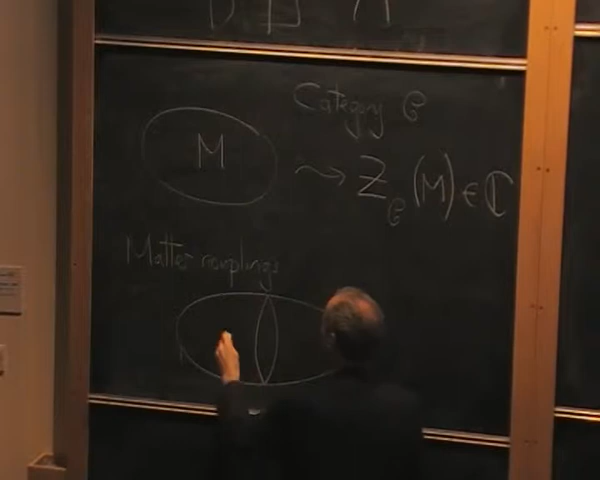 Category C
M ⇝ Z_C (M) ∈ ℂ
Matter couplings